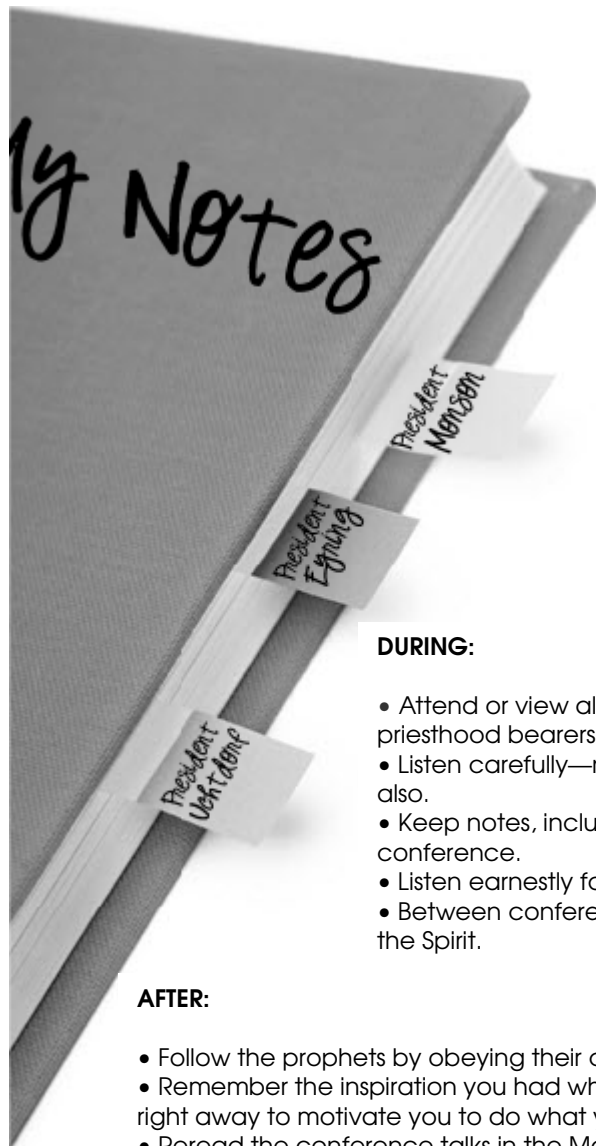 My Notes
President
Monson
President
Eyring
President
Uchtdorf
DURING:
• Attend or view al
priesthood bearers
• Listen carefully—
also.
• Keep notes, inclu
conference.
• Listen earnestly fo
• Between confere
the Spirit.
AFTER:
• Follow the prophets by obeying their
• Remember the inspiration you had wh
right away to motivate you to do what
• Reread the conference talks in the